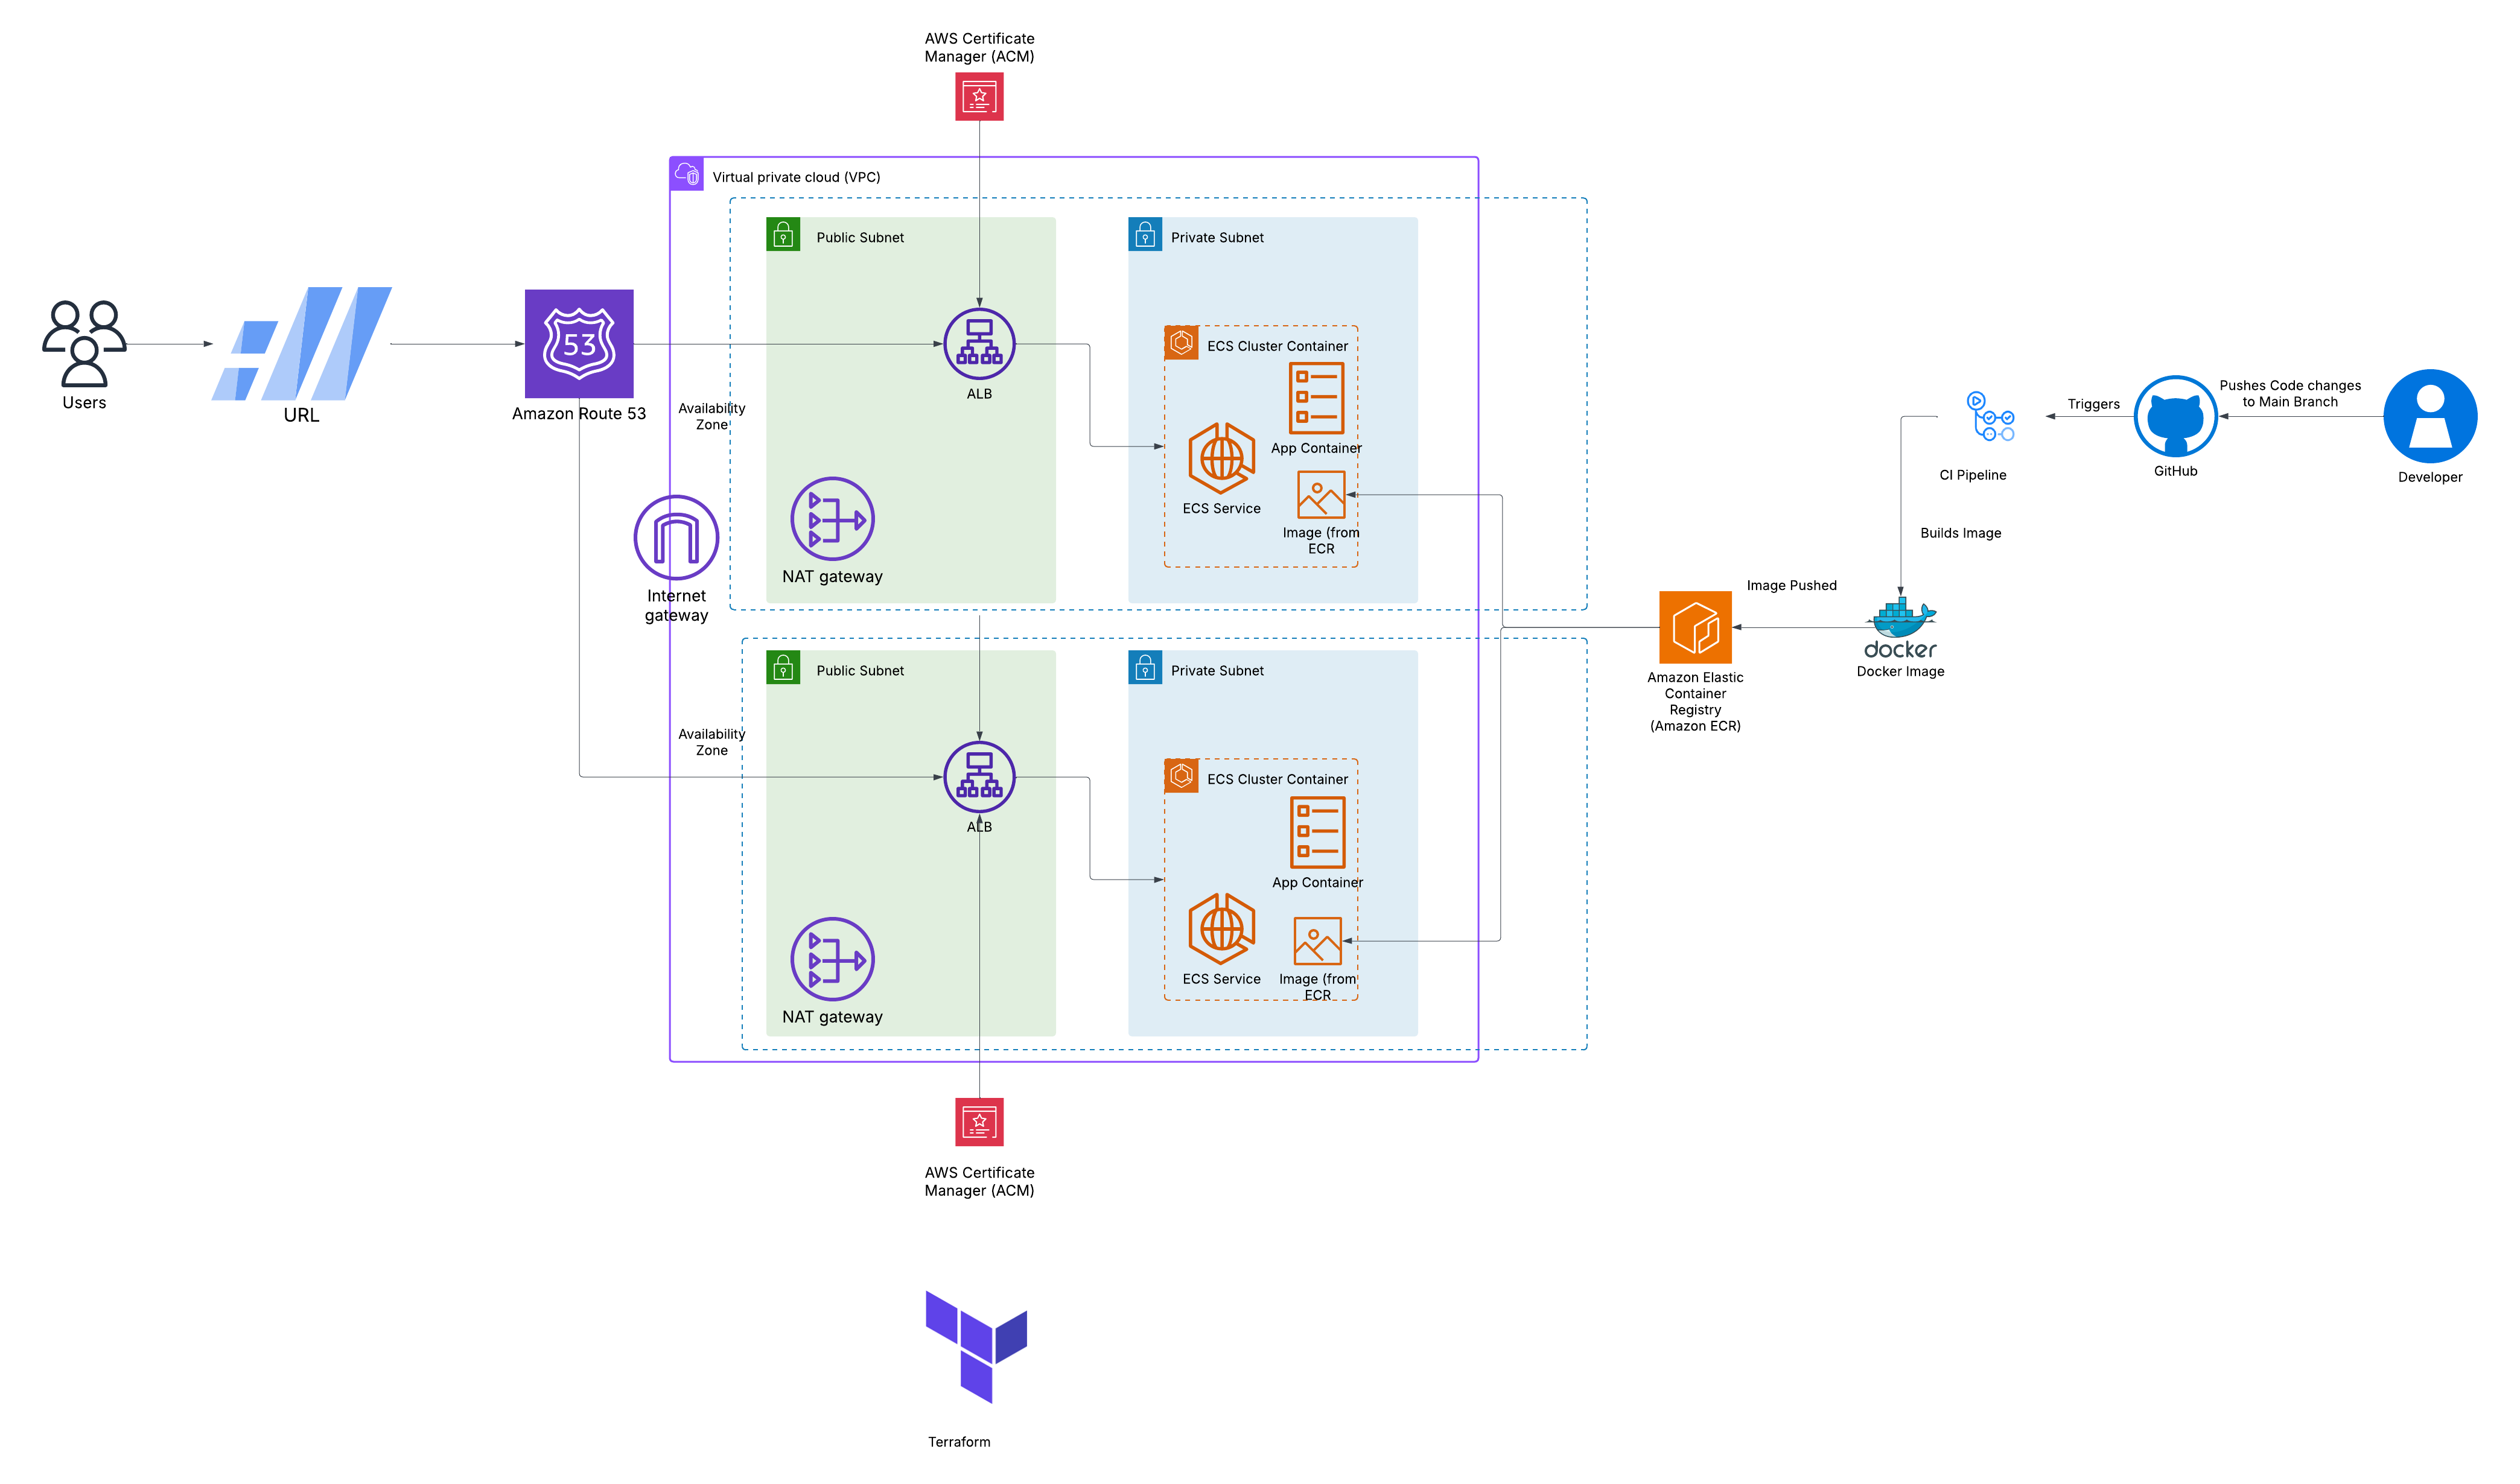 AWS Certificate
Manager (ACM)
Virtual private cloud (VPC)
Public Subnet
Private Subnet
Users
URL
53
Amazon Route 53
ALB
ECS Cluster Container
App Container
ECS Service
Image (from
ECR
Availability
Zone
NAT gateway
Internet
gateway
Pushes Code changes
to Main Branch
Triggers
Developer
GitHub
CI Pipeline
Builds Image
Image Pushed
docker
Docker Image
Amazon Elastic
Container
Registry
(Amazon ECR)
Public Subnet
Private Subnet
Availability
Zone
ALB
ECS Cluster Container
App Container
ECS Service
Image (from
ECR
NAT gateway
AWS Certificate
Manager (ACM)
Terraform